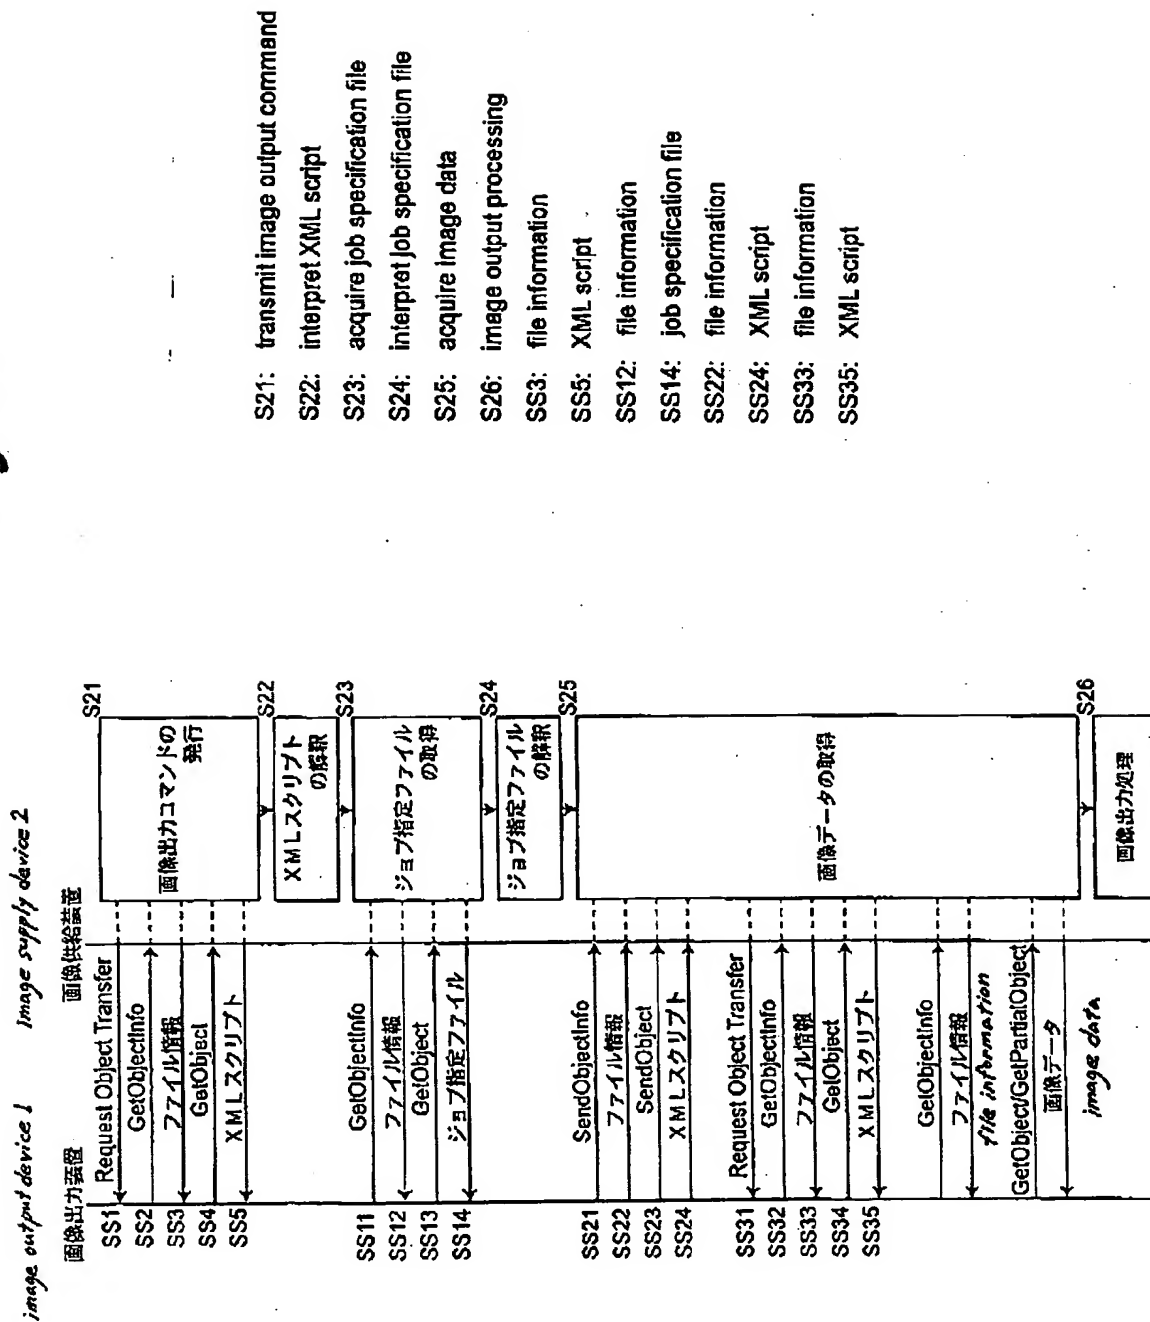 image output device 1
image supply device 2
画像出力装置
画像供給装置
SS1
Request Object Transfer
SS2
GetObjectInfo
SS3
ファイル情報
SS4
GetObject
SS5
XMLスクリプト
SS11
GetObjectInfo
SS12
ファイル情報
SS13
GetObject
SS14
ジョブ指定ファイル
SS21
SendObjectInfo
SS22
ファイル情報
SS23
SendObject
SS24
XMLスクリプト
SS31
Request Object Transfer
SS32
GetObjectInfo
SS33
ファイル情報
SS34
GetObject
SS35
XMLスクリプト
GetObjectInfo
ファイル情報
file information
GetObject/GetPartialObject
画像データ
image data
S21
画像出力コマンドの
発行
S22
XMLスクリプト
の解釈
S23
ジョブ指定ファイル
の取得
S24
ジョブ指定ファイル
の解釈
S25
画像データの取得
S26
画像出力処理
S21: transmit image output command
S22: interpret XML script
S23: acquire job specification file
S24: interpret job specification file
S25: acquire image data
S26: image output processing
SS3: file information
SS5: XML script
SS12: file information
SS14: job specification file
SS22: file information
SS24: XML script
SS33: file information
SS35: XML script